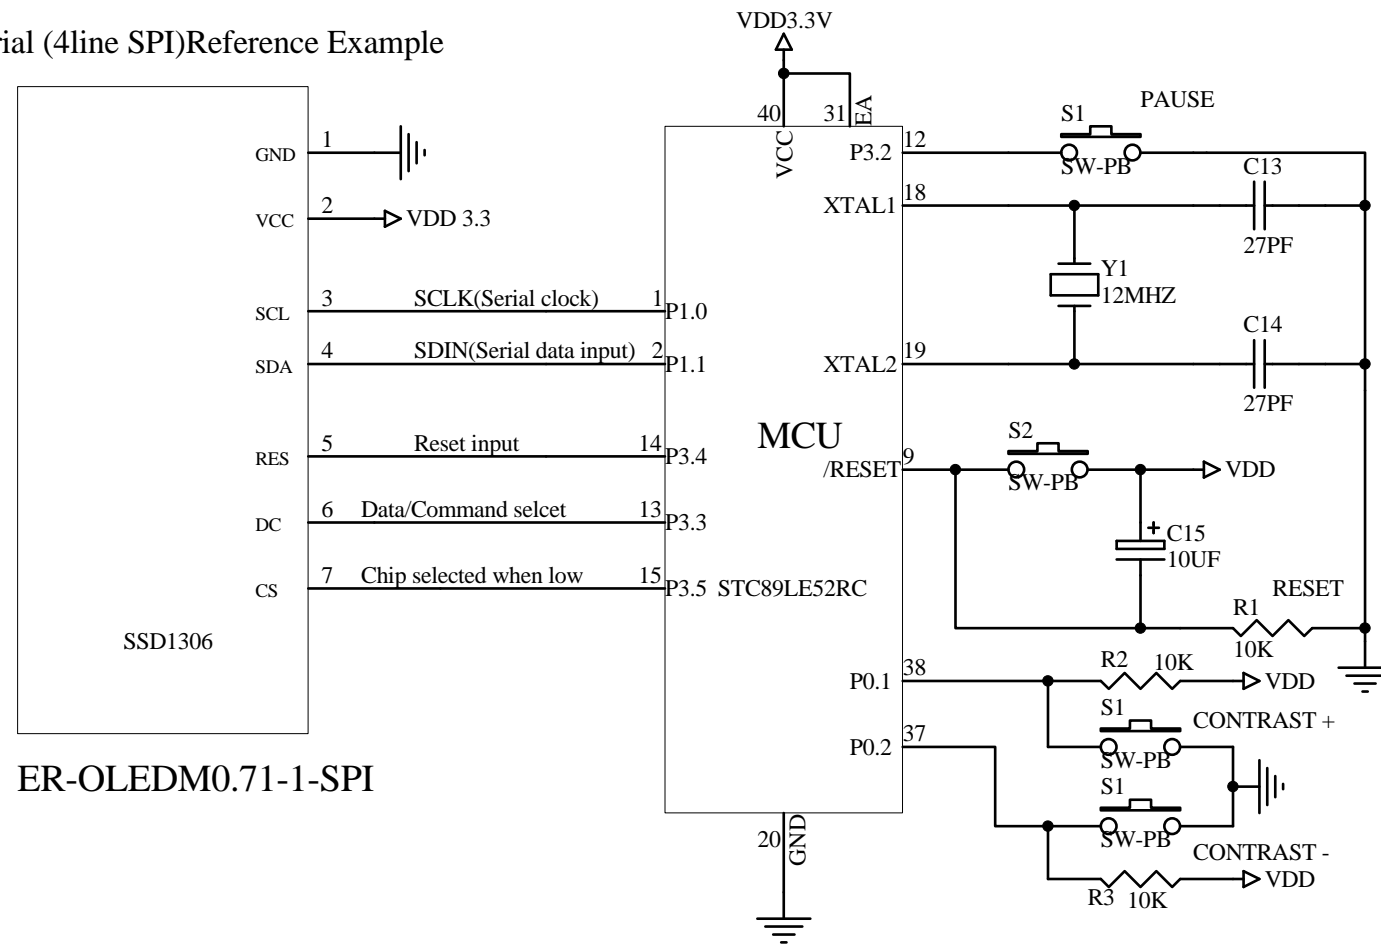 rial (4line SPI)Reference Example
VDD3.3V
GND 1
VCC 2 VDD 3.3
SCL 3 SCLK(Serial clock) 1 P1.0
SDA 4 SDIN(Serial data input) 2 P1.1
RES 5 Reset input 14 P3.4
DC 6 Data/Command selcet 13 P3.3
CS 7 Chip selected when low 15 P3.5 STC89LE52RC
SSD1306
ER-OLEDM0.71-1-SPI
40 VCC
31 EA
MCU
20 GND
P3.2 12
S1 PAUSE
SW-PB
XTAL1 18
C13
27PF
Y1
12MHZ
XTAL2 19
C14
27PF
/RESET 9
S2
SW-PB
VDD
+ C15
10UF
RESET
R1
10K
P0.1 38
R2 10K VDD
S1 CONTRAST +
SW-PB
P0.2 37
S1
SW-PB
CONTRAST -
R3 10K VDD